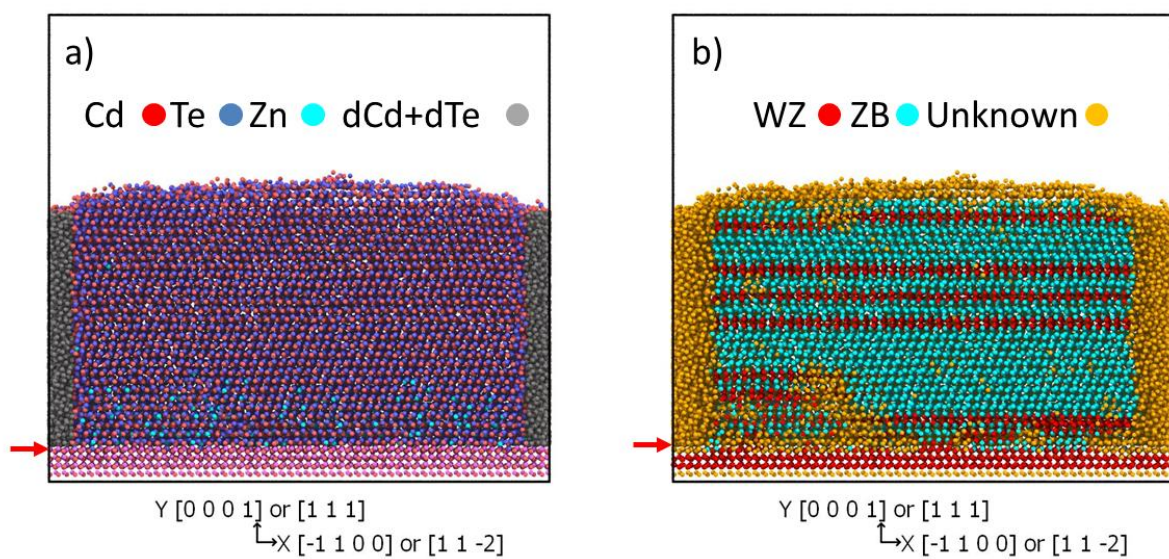 a)
Cd Te Zn dCd+dTe
Y [0 0 0 1] or [1 1 1]
X [-1 1 0 0] or [1 1 -2]
b)
WZ ZB Unknown
Y [0 0 0 1] or [1 1 1]
X [-1 1 0 0] or [1 1 -2]